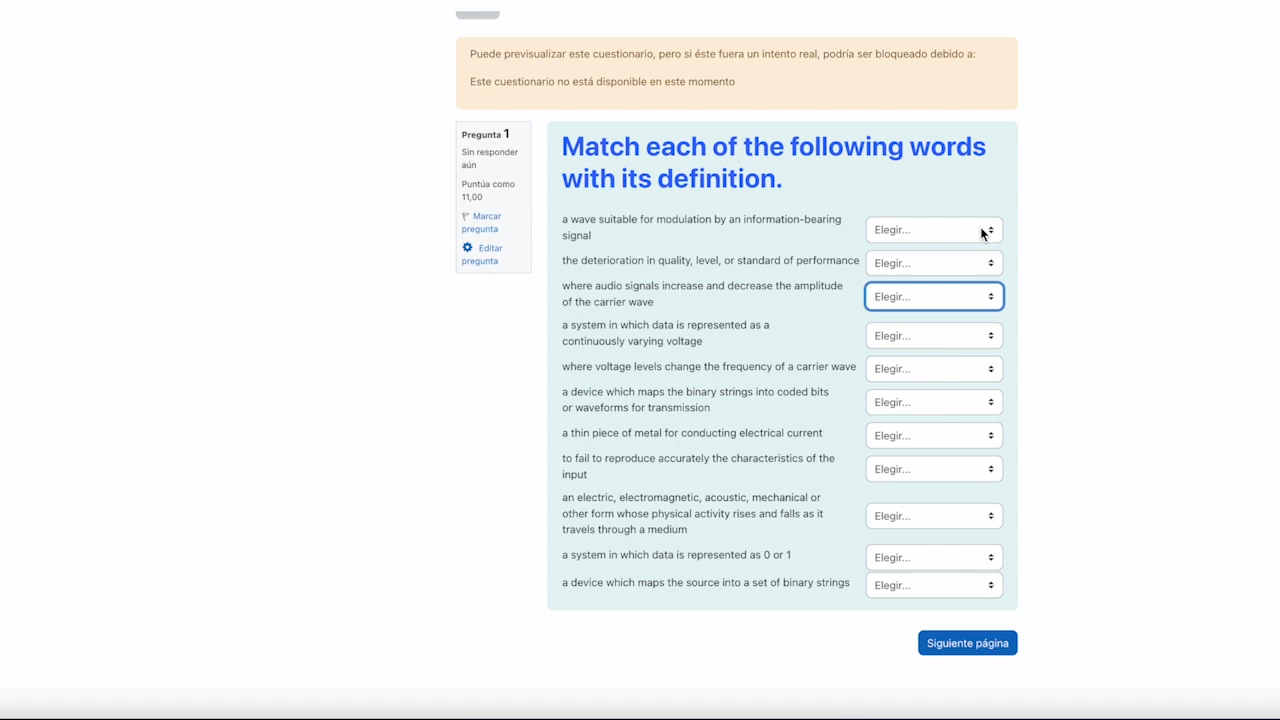 Puede previsualizar este cuestionario, pero si éste fuera un intento real, podría ser bloqueado debido a:
Este cuestionario no está disponible en este momento
Pregunta 1
Sin responder
aún
Puntúa como
11,00
Marcar
pregunta
Editar
pregunta
Match each of the following words
with its definition.
a wave suitable for modulation by an information-bearing
signal
Elegir...
the deterioration in quality, level, or standard of performance
Elegir...
where audio signals increase and decrease the amplitude
of the carrier wave
Elegir...
a system in which data is represented as a
continuously varying voltage
Elegir...
where voltage levels change the frequency of a carrier wave
Elegir...
a device which maps the binary strings into coded bits
or waveforms for transmission
Elegir...
a thin piece of metal for conducting electrical current
Elegir...
to fail to reproduce accurately the characteristics of the
input
Elegir...
an electric, electromagnetic, acoustic, mechanical or
other form whose physical activity rises and falls as it
travels through a medium
Elegir...
a system in which data is represented as 0 or 1
Elegir...
a device which maps the source into a set of binary strings
Elegir...
Siguiente página